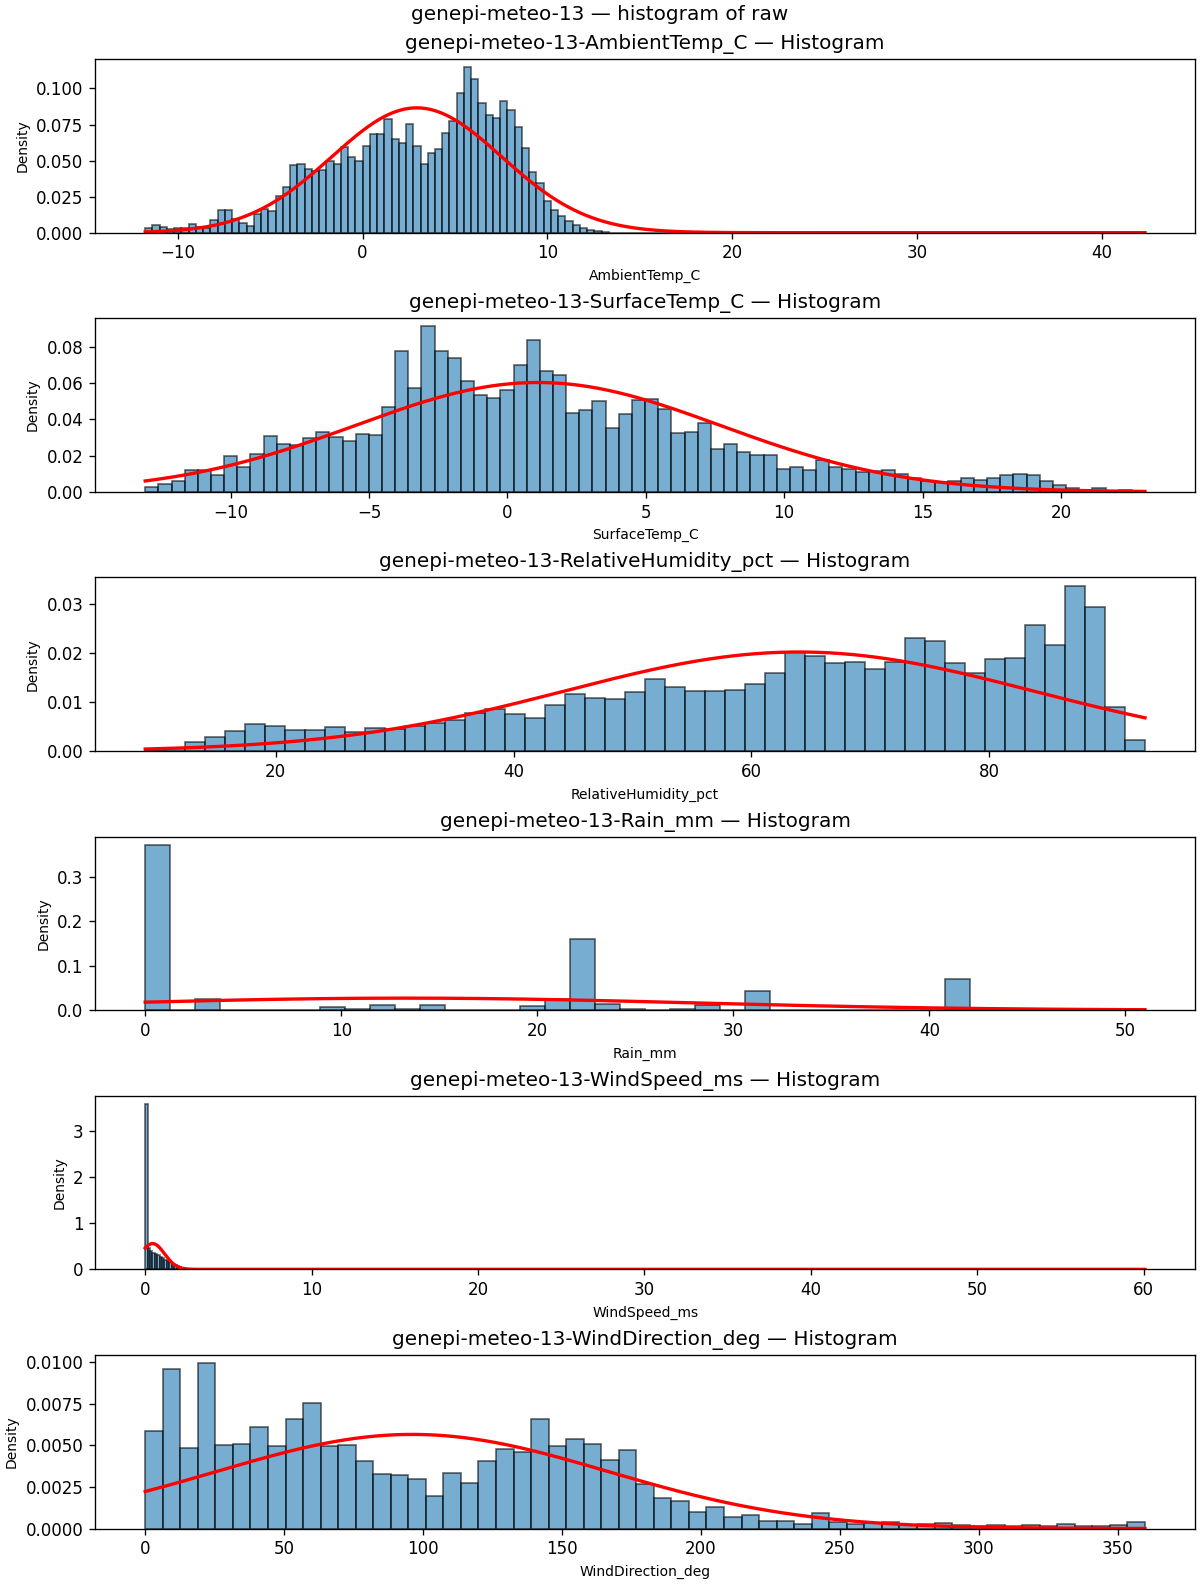 genepi-meteo-13 — histogram of raw
genepi-meteo-13-AmbientTemp_C — Histogram
0.100
0.075
0.050
0.025
0.000
Density
−10 0 10 20 30 40
AmbientTemp_C
genepi-meteo-13-SurfaceTemp_C — Histogram
0.08
0.06
0.04
0.02
0.00
Density
−10 −5 0 5 10 15 20
SurfaceTemp_C
genepi-meteo-13-RelativeHumidity_pct — Histogram
0.03
0.02
0.01
0.00
Density
20 40 60 80
RelativeHumidity_pct
genepi-meteo-13-Rain_mm — Histogram
0.3
0.2
0.1
0.0
Density
0 10 20 30 40 50
Rain_mm
genepi-meteo-13-WindSpeed_ms — Histogram
3
2
1
0
Density
0 10 20 30 40 50 60
WindSpeed_ms
genepi-meteo-13-WindDirection_deg — Histogram
0.0100
0.0075
0.0050
0.0025
0.0000
Density
0 50 100 150 200 250 300 350
WindDirection_deg